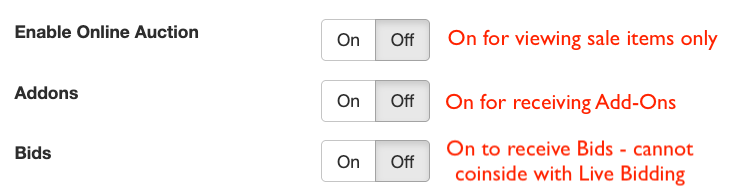 Enable Online Auction On Off On for viewing sale items only
Addons On Off On for receiving Add-Ons
Bids On Off On to receive Bids - cannot
coinside with Live Bidding